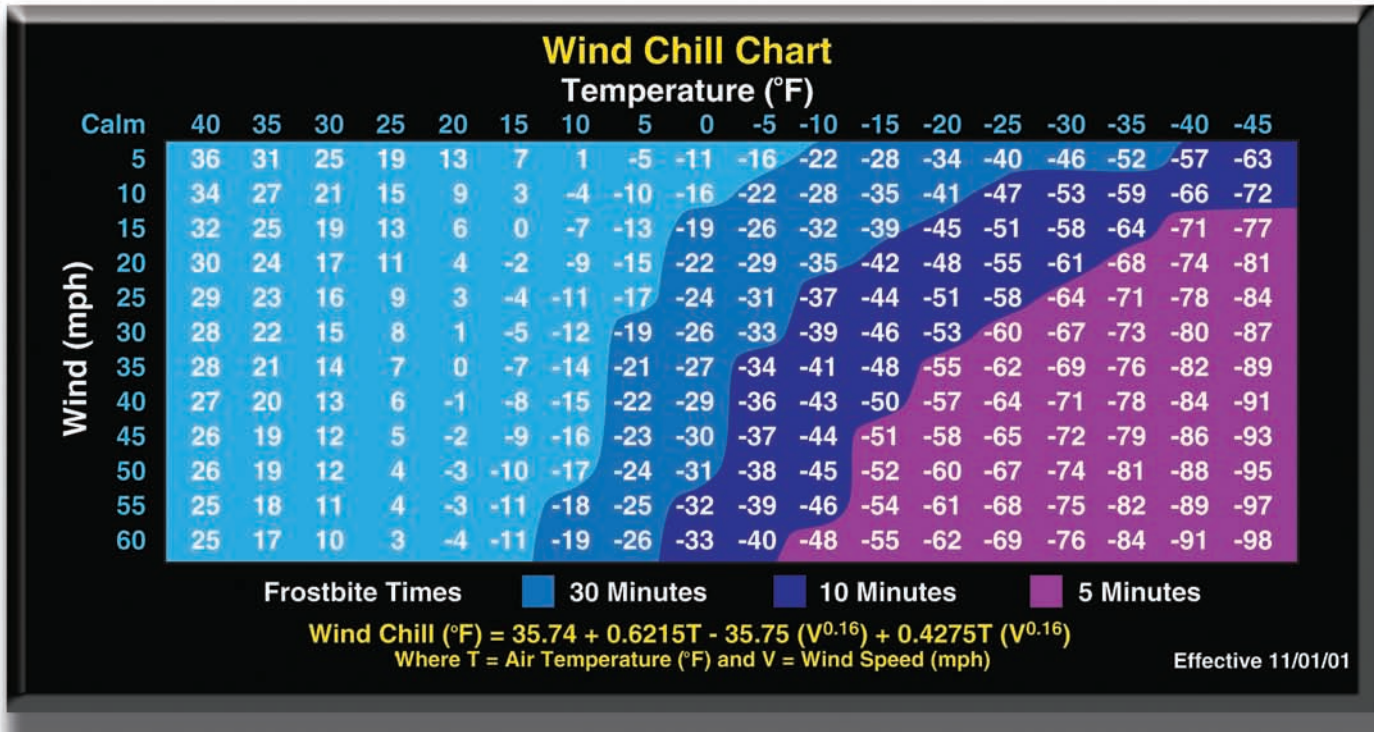 Wind Chill Chart
Temperature (°F)
Calm 40 35 30 25 20 15 10 5 0 -5 -10 -15 -20 -25 -30 -35 -40 -45
Wind (mph)
5 36 31 25 19 13 7 1 -5 -11 -16 -22 -28 -34 -40 -46 -52 -57 -63
10 34 27 21 15 9 3 -4 -10 -16 -22 -28 -35 -41 -47 -53 -59 -66 -72
15 32 25 19 13 6 0 -7 -13 -19 -26 -32 -39 -45 -51 -58 -64 -71 -77
20 30 24 17 11 4 -2 -9 -15 -22 -29 -35 -42 -48 -55 -61 -68 -74 -81
25 29 23 16 9 3 -4 -11 -17 -24 -31 -37 -44 -51 -58 -64 -71 -78 -84
30 28 22 15 8 1 -5 -12 -19 -26 -33 -39 -46 -53 -60 -67 -73 -80 -87
35 28 21 14 7 0 -7 -14 -21 -27 -34 -41 -48 -55 -62 -69 -76 -82 -89
40 27 20 13 6 -1 -8 -15 -22 -29 -36 -43 -50 -57 -64 -71 -78 -84 -91
45 26 19 12 5 -2 -9 -16 -23 -30 -37 -44 -51 -58 -65 -72 -79 -86 -93
50 26 19 12 4 -3 -10 -17 -24 -31 -38 -45 -52 -60 -67 -74 -81 -88 -95
55 25 18 11 4 -3 -11 -18 -25 -32 -39 -46 -54 -61 -68 -75 -82 -89 -97
60 25 17 10 3 -4 -11 -19 -26 -33 -40 -48 -55 -62 -69 -76 -84 -91 -98
Frostbite Times 30 Minutes 10 Minutes 5 Minutes
Wind Chill (°F) = 35.74 + 0.6215T - 35.75 (V^0.16) + 0.4275T (V^0.16)
Where T = Air Temperature (°F) and V = Wind Speed (mph)
Effective 11/01/01